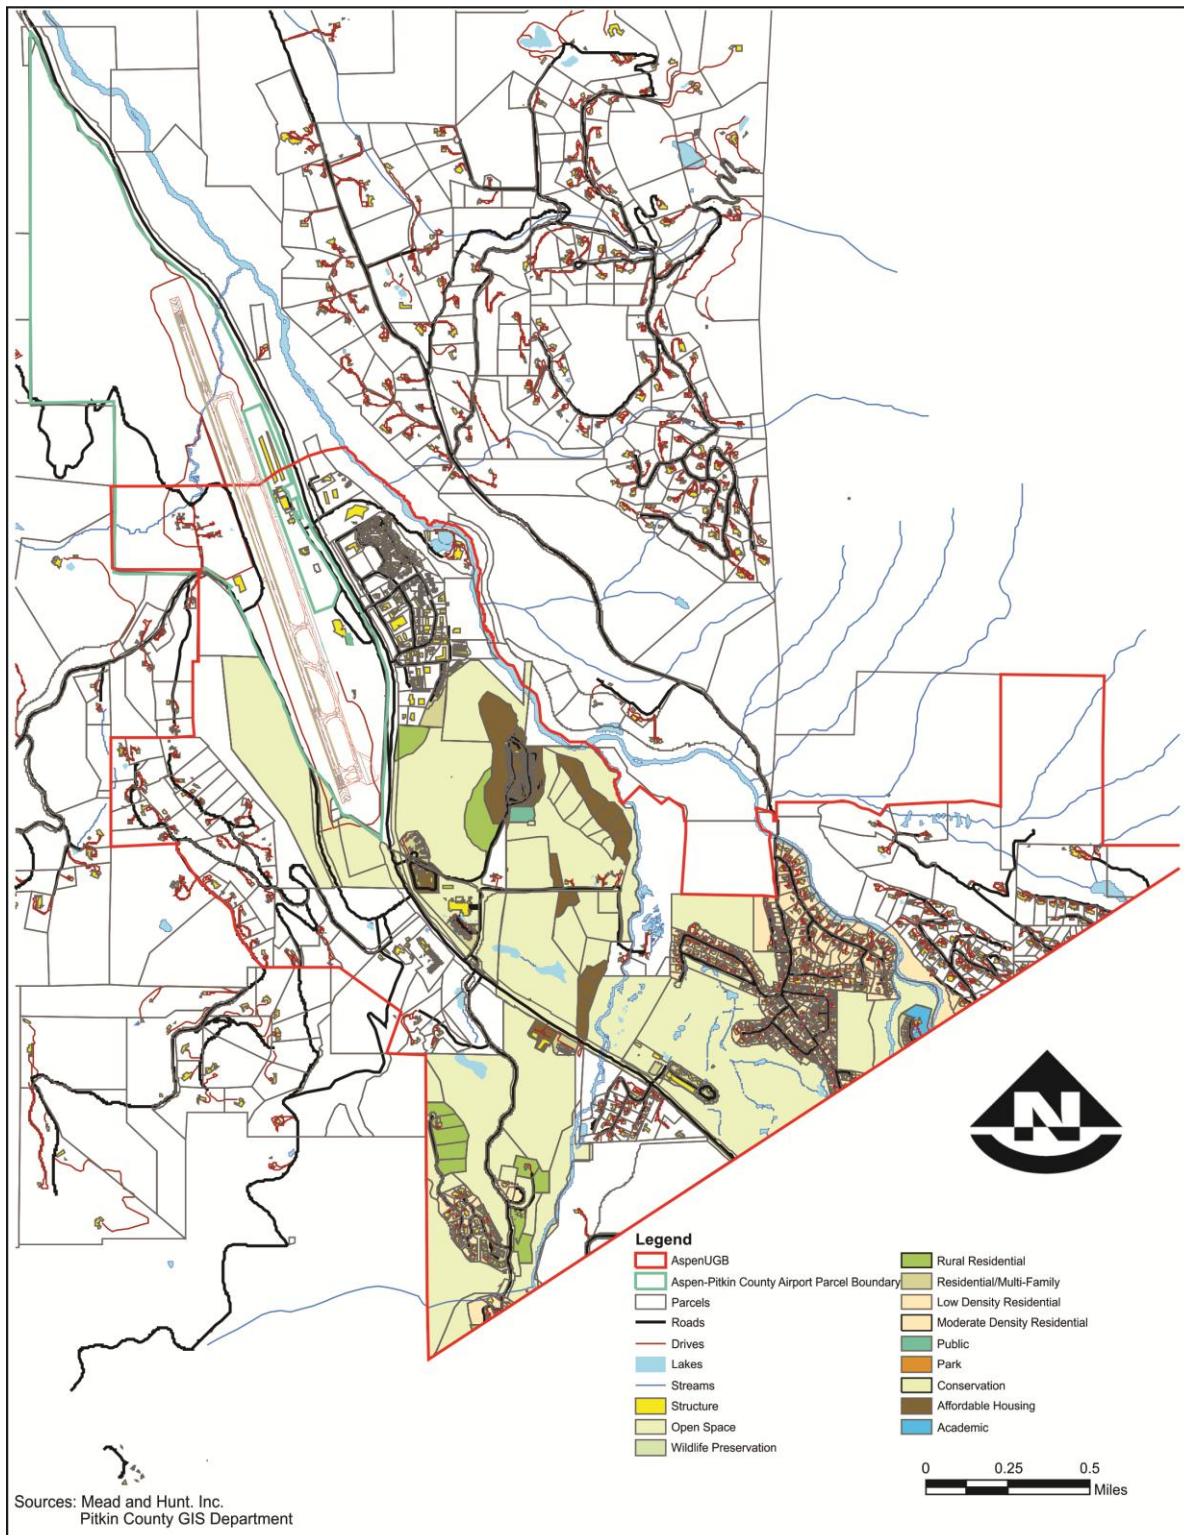 N
Legend
AspenUGB
Aspen-Pitkin County Airport Parcel Boundary
Parcels
Roads
Drives
Lakes
Streams
Structure
Open Space
Wildlife Preservation
Rural Residential
Residential/Multi-Family
Low Density Residential
Moderate Density Residential
Public
Park
Conservation
Affordable Housing
Academic
0 0.25 0.5
Miles
Sources: Mead and Hunt. Inc.
Pitkin County GIS Department